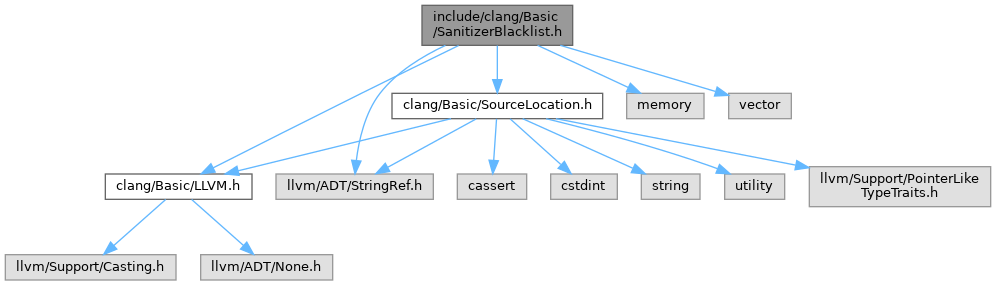 include/clang/Basic
/SanitizerBlacklist.h
clang/Basic/SourceLocation.h
memory
vector
clang/Basic/LLVM.h
llvm/ADT/StringRef.h
cassert
cstdint
string
utility
llvm/Support/PointerLike
TypeTraits.h
llvm/Support/Casting.h
llvm/ADT/None.h